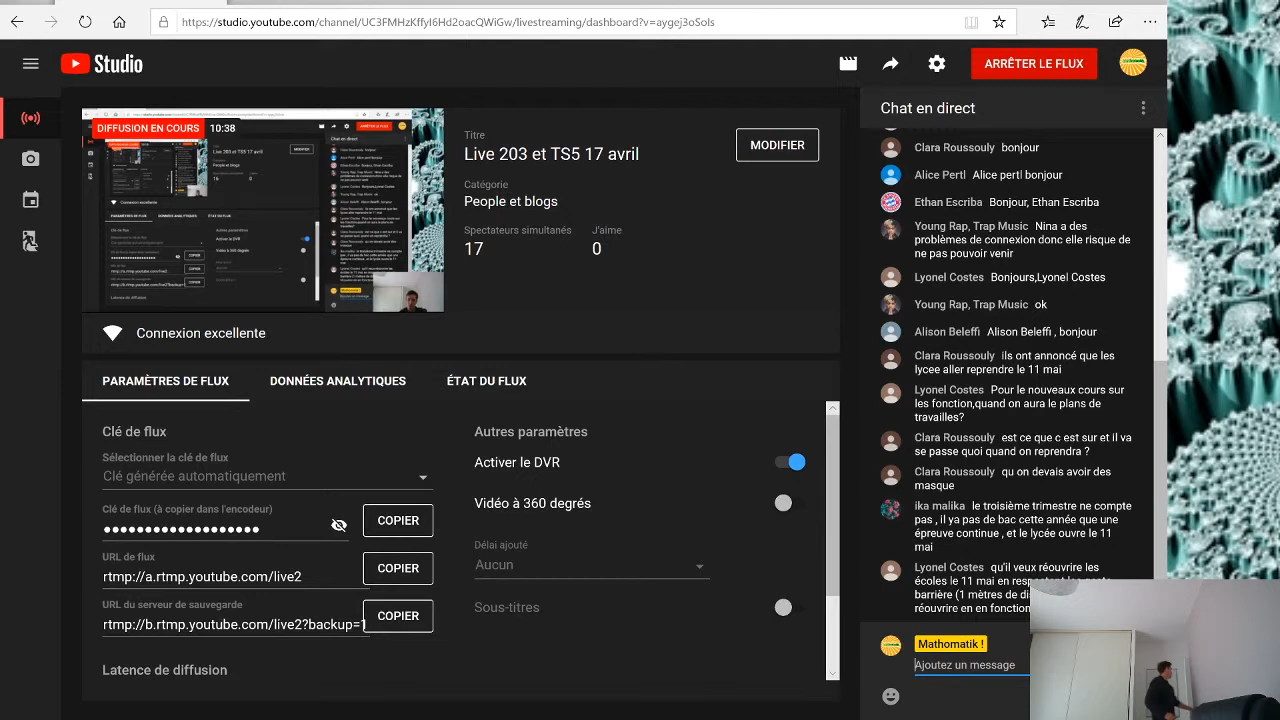 https://studio.youtube.com/channel/UC3FMHzKffyI6Hd2oacQWiGw/livestreaming/dashboard?v=aygej3oSols
Studio
ARRÊTER LE FLUX
DIFFUSION EN COURS 10:38
Titre
Live 203 et TS5 17 avril
MODIFIER
Catégorie
People et blogs
Spectateurs simultanés
J'aime
17
0
Connexion excellente
PARAMÈTRES DE FLUX
DONNÉES ANALYTIQUES
ÉTAT DU FLUX
Clé de flux
Sélectionner la clé de flux
Clé générée automatiquement
Clé de flux (à copier dans l'encodeur)
••••••••••••••••••
COPIER
URL de flux
rtmp://a.rtmp.youtube.com/live2
COPIER
URL du serveur de sauvegarde
rtmp://b.rtmp.youtube.com/live2?backup=1
COPIER
Latence de diffusion
Autres paramètres
Activer le DVR
Vidéo à 360 degrés
Délai ajouté
Aucun
Sous-titres
Chat en direct
Clara Roussouly bonjour
Alice Pertl Alice pertl bonjour
Ethan Escriba Bonjour, Ethan Escriba
Young Rap, Trap Music Nina a des
problèmes de connexion donc elle risque de
ne pas pouvoir venir
Lyonel Costes Bonjours,Lyonel Costes
Young Rap, Trap Music ok
Alison Beleffi Alison Beleffi , bonjour
Clara Roussouly ils ont annoncé que les
lycee aller reprendre le 11 mai
Lyonel Costes Pour le nouveaux cours sur
les fonction,quand on aura le plans de
travailles?
Clara Roussouly est ce que c est sur et il va
se passe quoi quand on reprendra ?
Clara Roussouly qu on devais avoir des
masque
ika malika le troisième trimestre ne compte
pas , il ya pas de bac cette année que une
épreuve continue , et le lycée ouvre le 11
mai
Lyonel Costes qu'il veux réouvrire les
écoles le 11 mai en respectent les geste
barrière (1 mètres de di
réouvrire en en fonction
Mathomatik !
Ajoutez un message